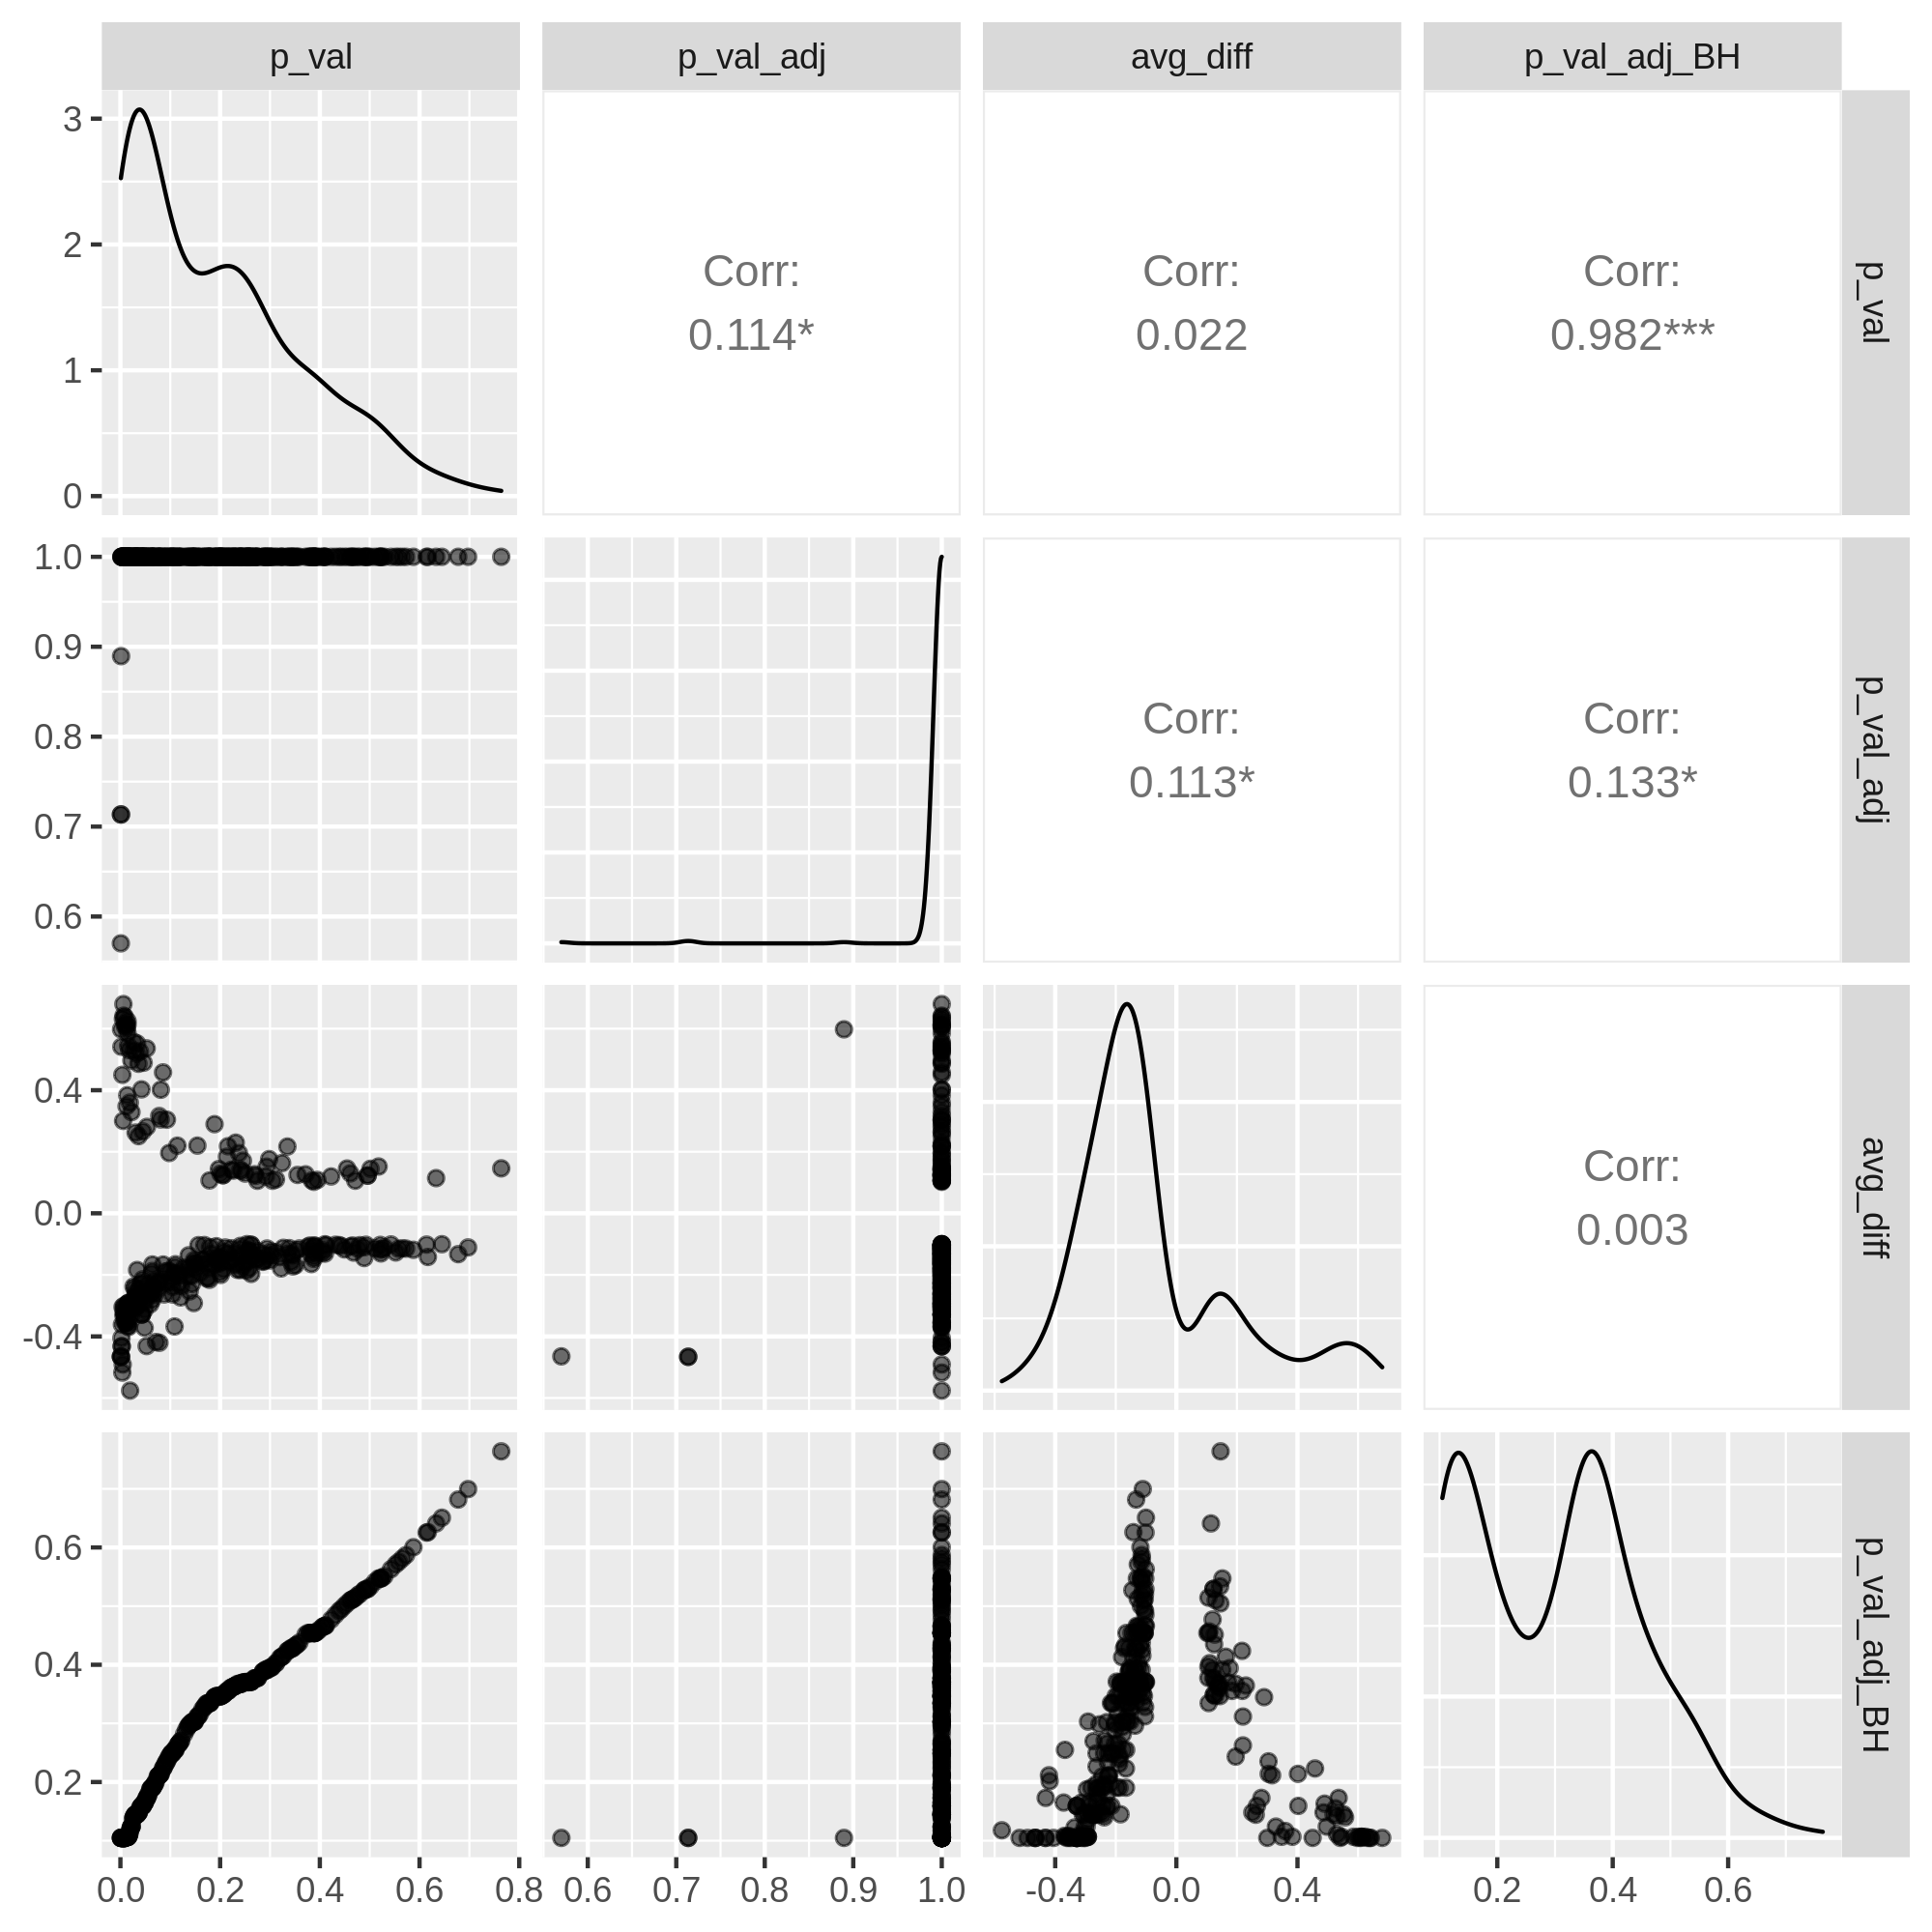 p_val p_val_adj avg_diff p_val_adj_BH
3
2
1
0
Corr:
0.114*
Corr:
0.022
Corr:
0.982***
p_val
1.0
0.9
0.8
0.7
0.6
Corr:
0.113*
Corr:
0.133*
p_val_adj
0.4
0.0
-0.4
Corr:
0.003
avg_diff
0.6
0.4
0.2
p_val_adj_BH
0.0 0.2 0.4 0.6 0.8 0.6 0.7 0.8 0.9 1.0 -0.4 0.0 0.4 0.2 0.4 0.6